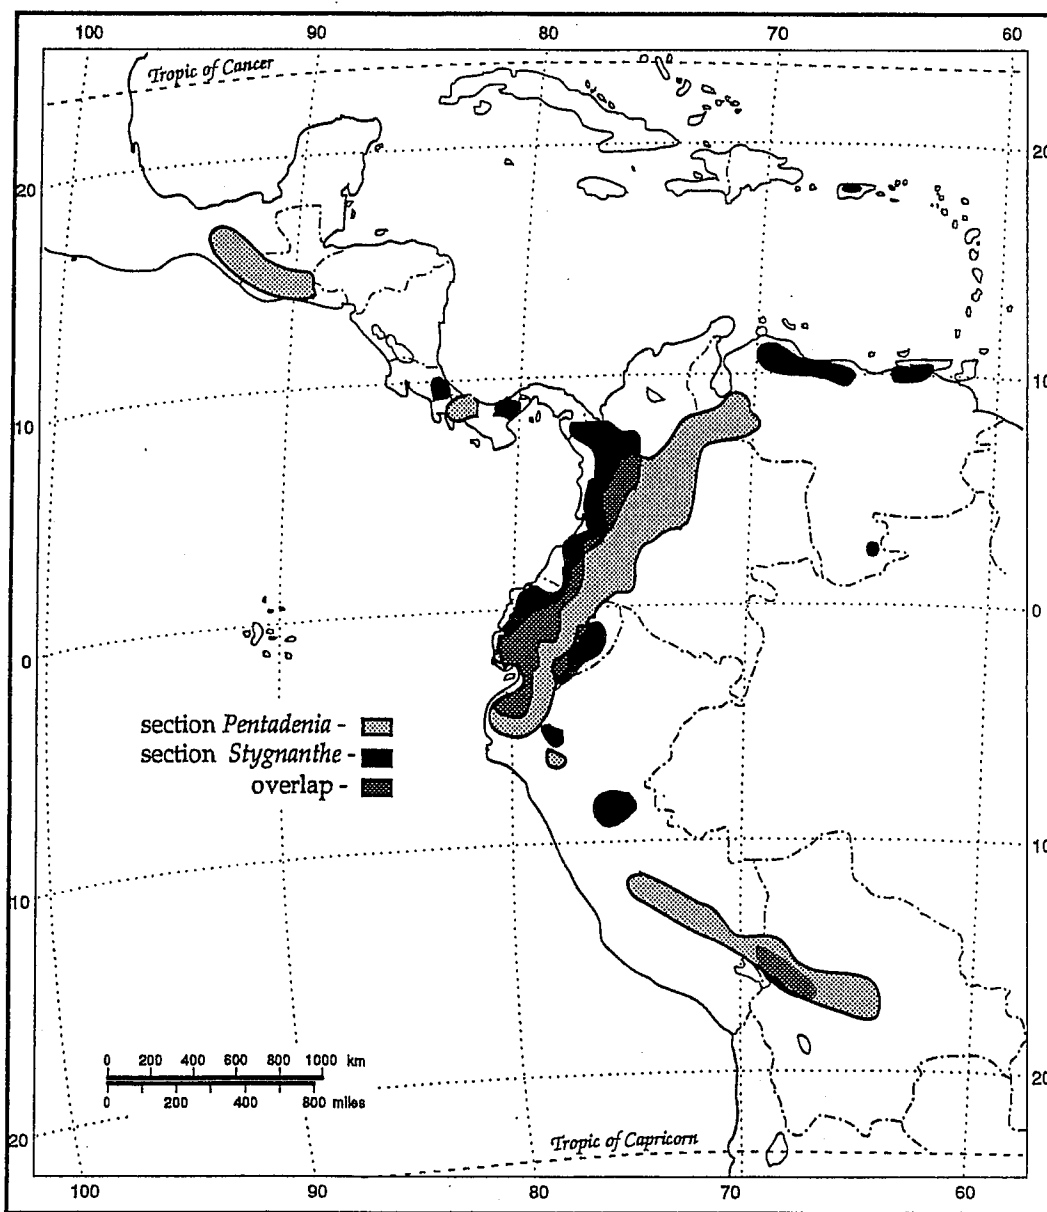 100 90 80 70 60
Tropic of Cancer
20 20
10 10
0 0
section Pentadenia -
section Stygnanthe -
overlap -
10 10
0 200 400 600 800 1000 km
0 200 400 800 miles
20 20
Tropic of Capricorn
100 90 80 70 60